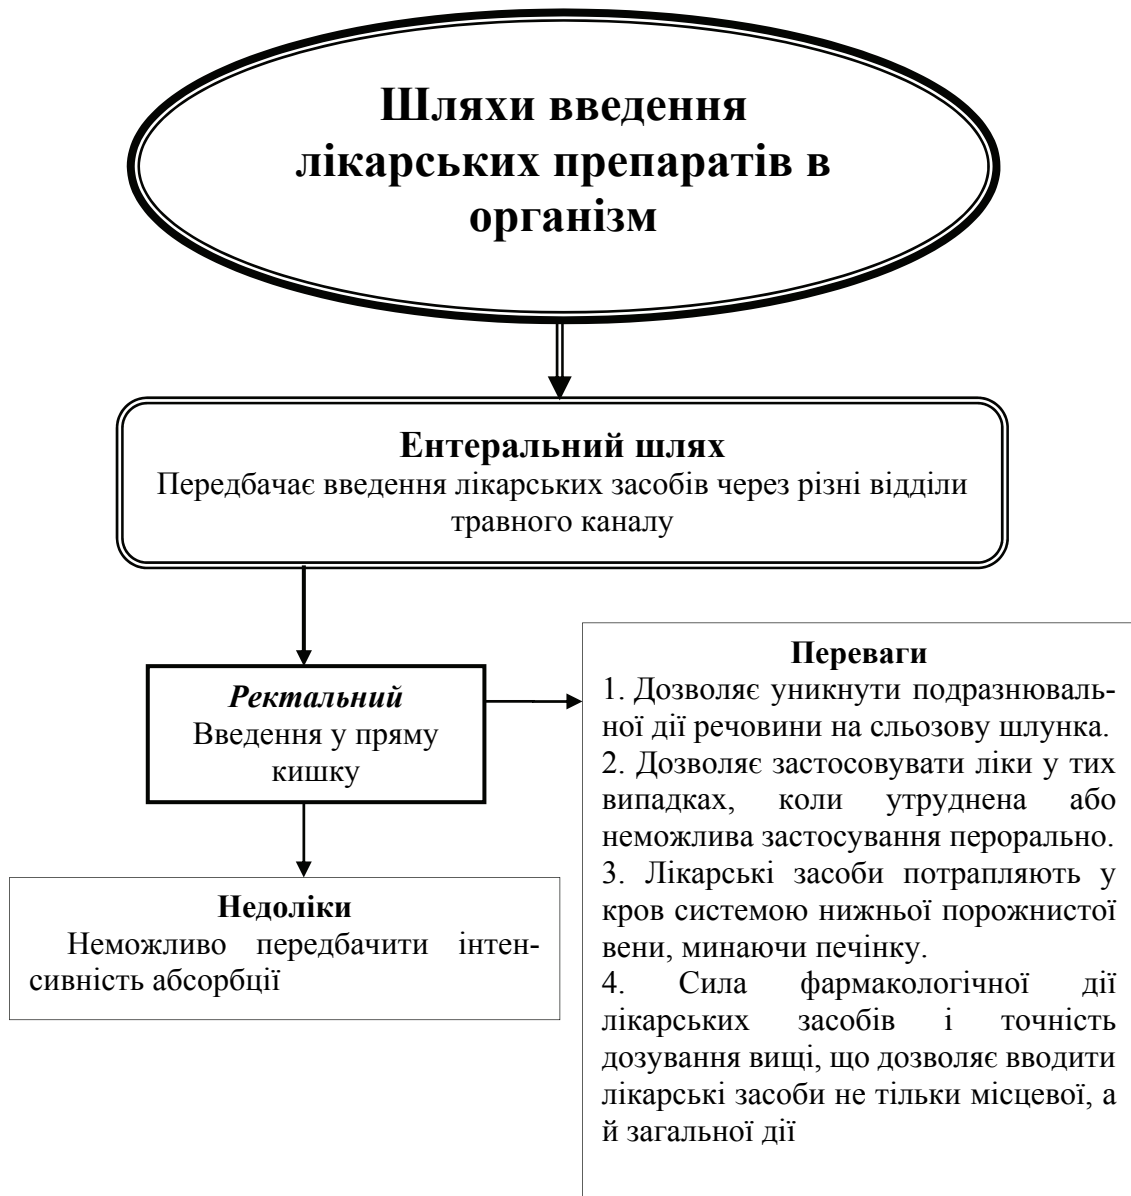 Шляхи введення
лікарських препаратів в
організм
Ентеральний шлях
Передбачає введення лікарських засобів через різні відділи
травного каналу
Ректальний
Введення у пряму
кишку
Недоліки
Неможливо передбачити інтен-
сивність абсорбції
Переваги
1. Дозволяє уникнути подразнюваль-
ної дії речовини на сльозову шлунка.
2. Дозволяє застосовувати ліки у тих
випадках, коли утруднена або
неможлива застосування перорально.
3. Лікарські засоби потрапляють у
кров системою нижньої порожнистої
вени, минаючи печінку.
4. Сила фармакологічної дії
лікарських засобів і точність
дозування вищі, що дозволяє вводити
лікарські засоби не тільки місцевої, а
й загальної дії